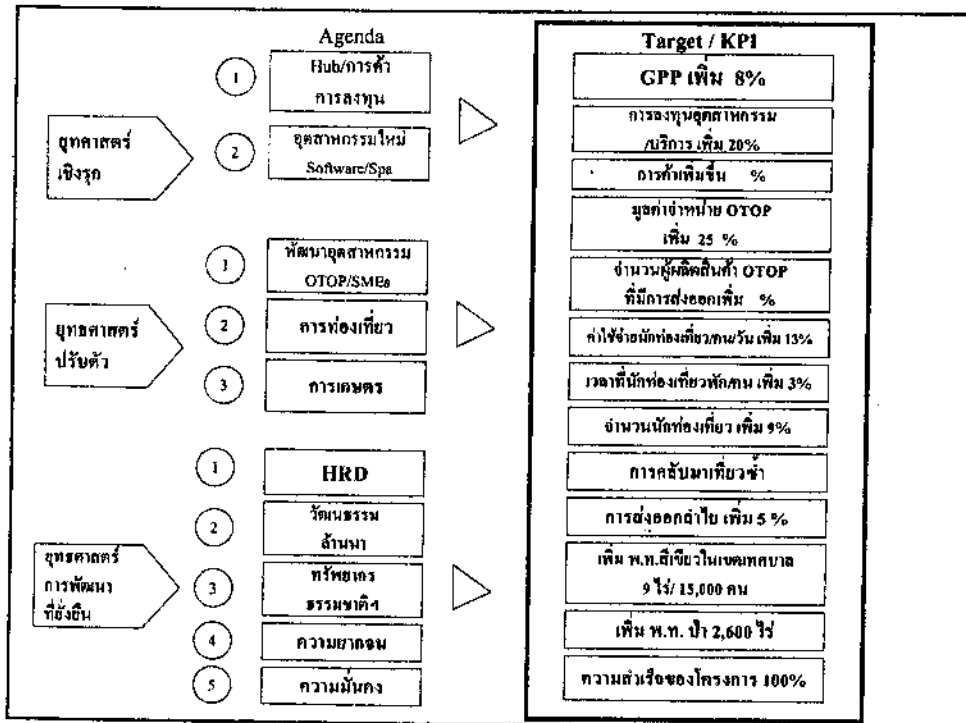 Agenda
1
Hub/การค้า
การลงทุน
ยุทธศาสตร์
เชิงรุก
2
อุตสาหกรรมใหม่
Software/Spa
1
พัฒนาอุตสาหกรรม
OTOP/SMEs
ยุทธศาสตร์
ปรับตัว
2
การท่องเที่ยว
3
การเกษตร
1
HRD
2
วัฒนธรรม
ล้านนา
ยุทธศาสตร์
การพัฒนา
ที่ยั่งยืน
3
ทรัพยากร
ธรรมชาติฯ
4
ความยากจน
5
ความมั่นคง
Target / KPI
GPP เพิ่ม 8%
การลงทุนอุตสาหกรรม
/บริการ เพิ่ม 20%
การค้าเพิ่มขึ้น %
มูลค่าจำหน่าย OTOP
เพิ่ม 25 %
จำนวนผู้ผลิตสินค้า OTOP
ที่มีการส่งออกเพิ่ม %
ค่าใช้จ่ายนักท่องเที่ยว/คน/วัน เพิ่ม 13%
เวลาที่นักท่องเที่ยวพัก/คน เพิ่ม 3%
จำนวนนักท่องเที่ยว เพิ่ม 9%
การกลับมาเที่ยวซ้ำ
การส่งออกลำไย เพิ่ม 5 %
เพิ่ม พ.ท.สีเขียวในเขตเทศบาล
9 ไร่/ 15,000 คน
เพิ่ม พ.ท. ป่า 2,600 ไร่
ความสำเร็จของโครงการ 100%